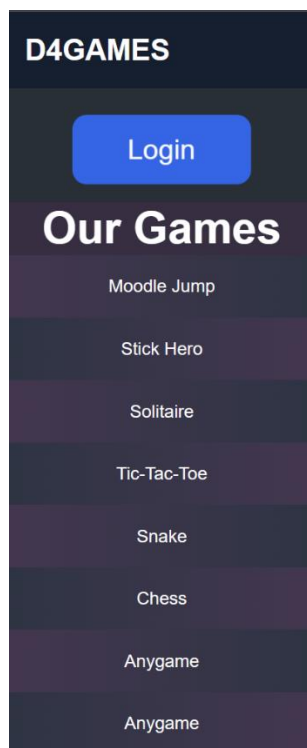 D4GAMES
Login
Our Games
Moodle Jump
Stick Hero
Solitaire
Tic-Tac-Toe
Snake
Chess
Anygame
Anygame